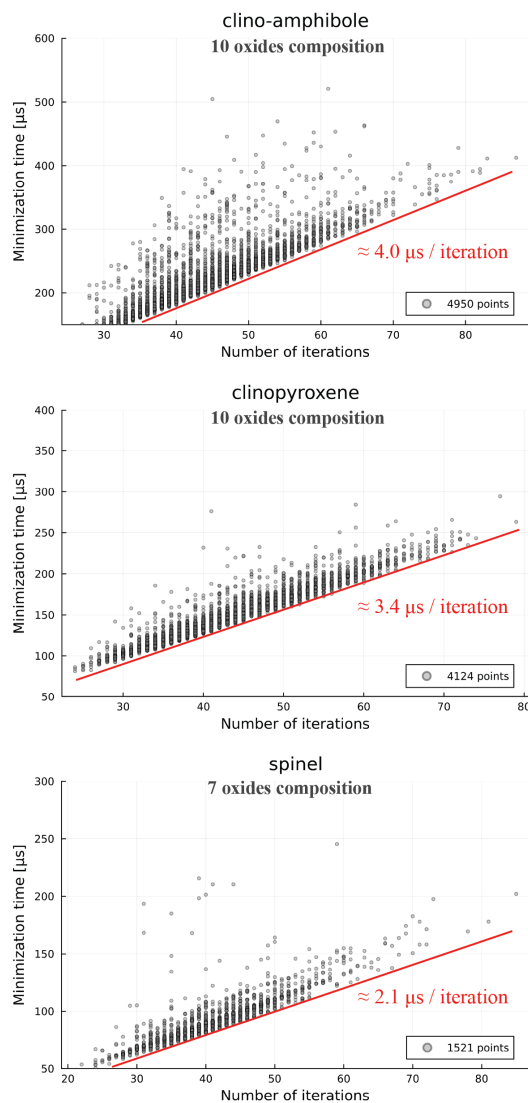 clino-amphibole
10 oxides composition
600
500
400
300
200
Minimization time [μs]
≈ 4.0 μs / iteration
4950 points
30 40 50 60 70 80
Number of iterations
clinopyroxene
10 oxides composition
400
350
300
250
200
150
100
50
Minimization time [μs]
≈ 3.4 μs / iteration
4124 points
30 40 50 60 70 80
Number of iterations
spinel
7 oxides composition
300
250
200
150
100
50
Minimization time [μs]
≈ 2.1 μs / iteration
1521 points
20 30 40 50 60 70 80
Number of iterations